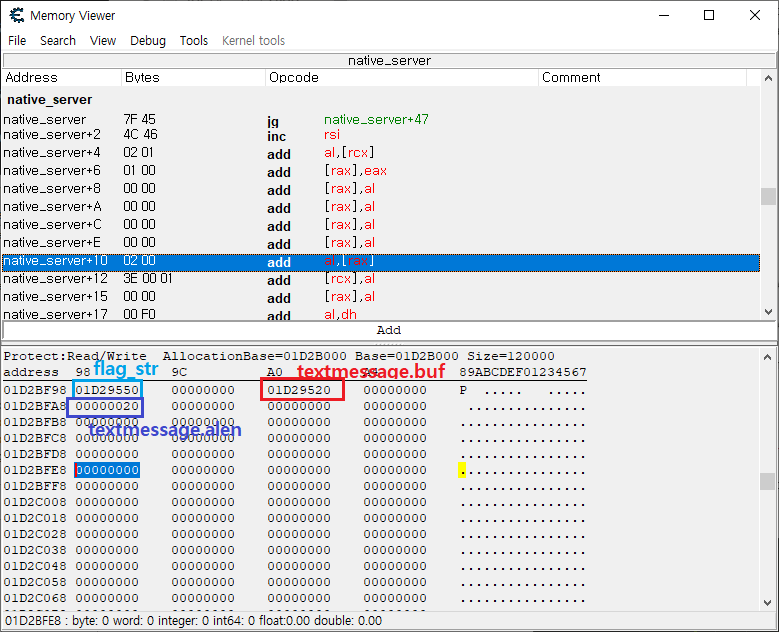 Memory Viewer
File Search View Debug Tools Kernel tools
native_server
Address Bytes Opcode Comment
native_server
native_server 7F 45 jg native_server+47
native_server+2 4C 46 inc rsi
native_server+4 02 01 add al,[rcx]
native_server+6 01 00 add [rax],eax
native_server+8 00 00 add [rax],al
native_server+A 00 00 add [rax],al
native_server+C 00 00 add [rax],al
native_server+E 00 00 add [rax],al
native_server+10 02 00 add al,[rax]
native_server+12 3E 00 01 add [rcx],al
native_server+15 00 00 add [rax],al
native_server+17 00 F0 add al,dh
Add
Protect:Read/Write AllocationBase=01D2B000 Base=01D2B000 Size=120000
flag_str textmessage.buf
address 98 9C A0 A4 89ABCDEF01234567
01D2BF98 01D29550 00000000 01D29520 00000000 P ..... .....
01D2BFA8 00000020 00000000 00000000 00000000 ...............
textmessage.alen
01D2BFB8 00000000 00000000 00000000 00000000 ................
01D2BFC8 00000000 00000000 00000000 00000000 ................
01D2BFD8 00000000 00000000 00000000 00000000 ................
01D2BFE8 00000000 00000000 00000000 00000000 ................
01D2BFF8 00000000 00000000 00000000 00000000 ................
01D2C008 00000000 00000000 00000000 00000000 ................
01D2C018 00000000 00000000 00000000 00000000 ................
01D2C028 00000000 00000000 00000000 00000000 ................
01D2C038 00000000 00000000 00000000 00000000 ................
01D2C048 00000000 00000000 00000000 00000000 ................
01D2C058 00000000 00000000 00000000 00000000 ................
01D2C068 00000000 00000000 00000000 00000000 ................
01D2BFE8 : byte: 0 word: 0 integer: 0 int64: 0 float:0.00 double: 0.00